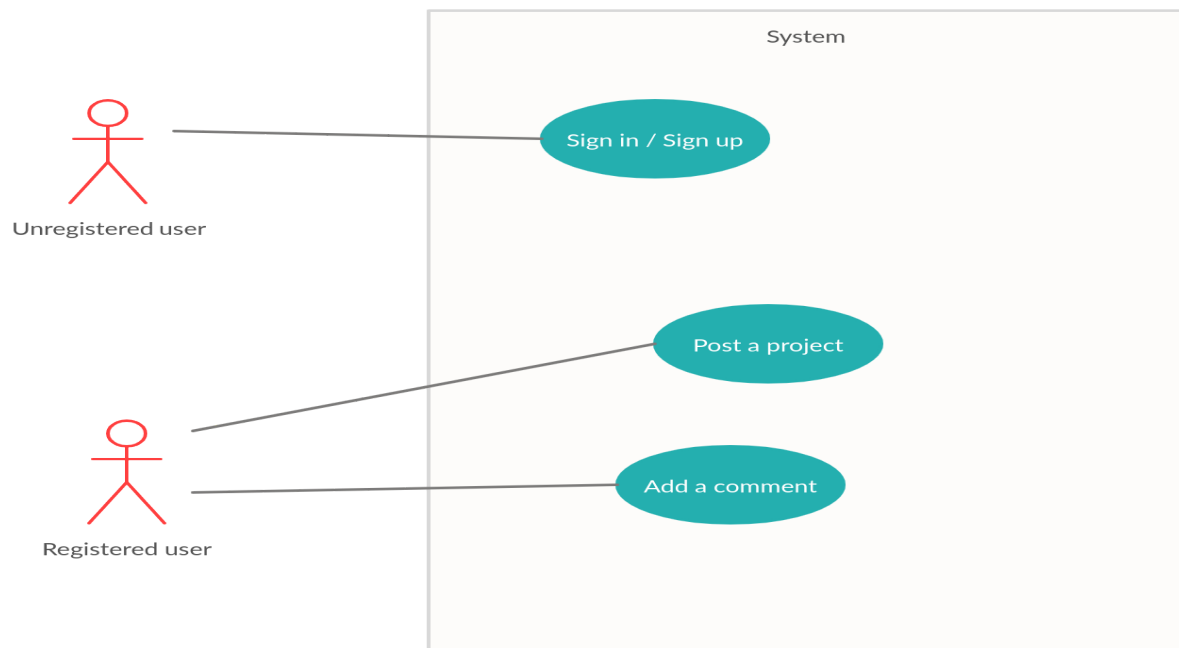 System
Sign in / Sign up
Unregistered user
Post a project
Add a comment
Registered user